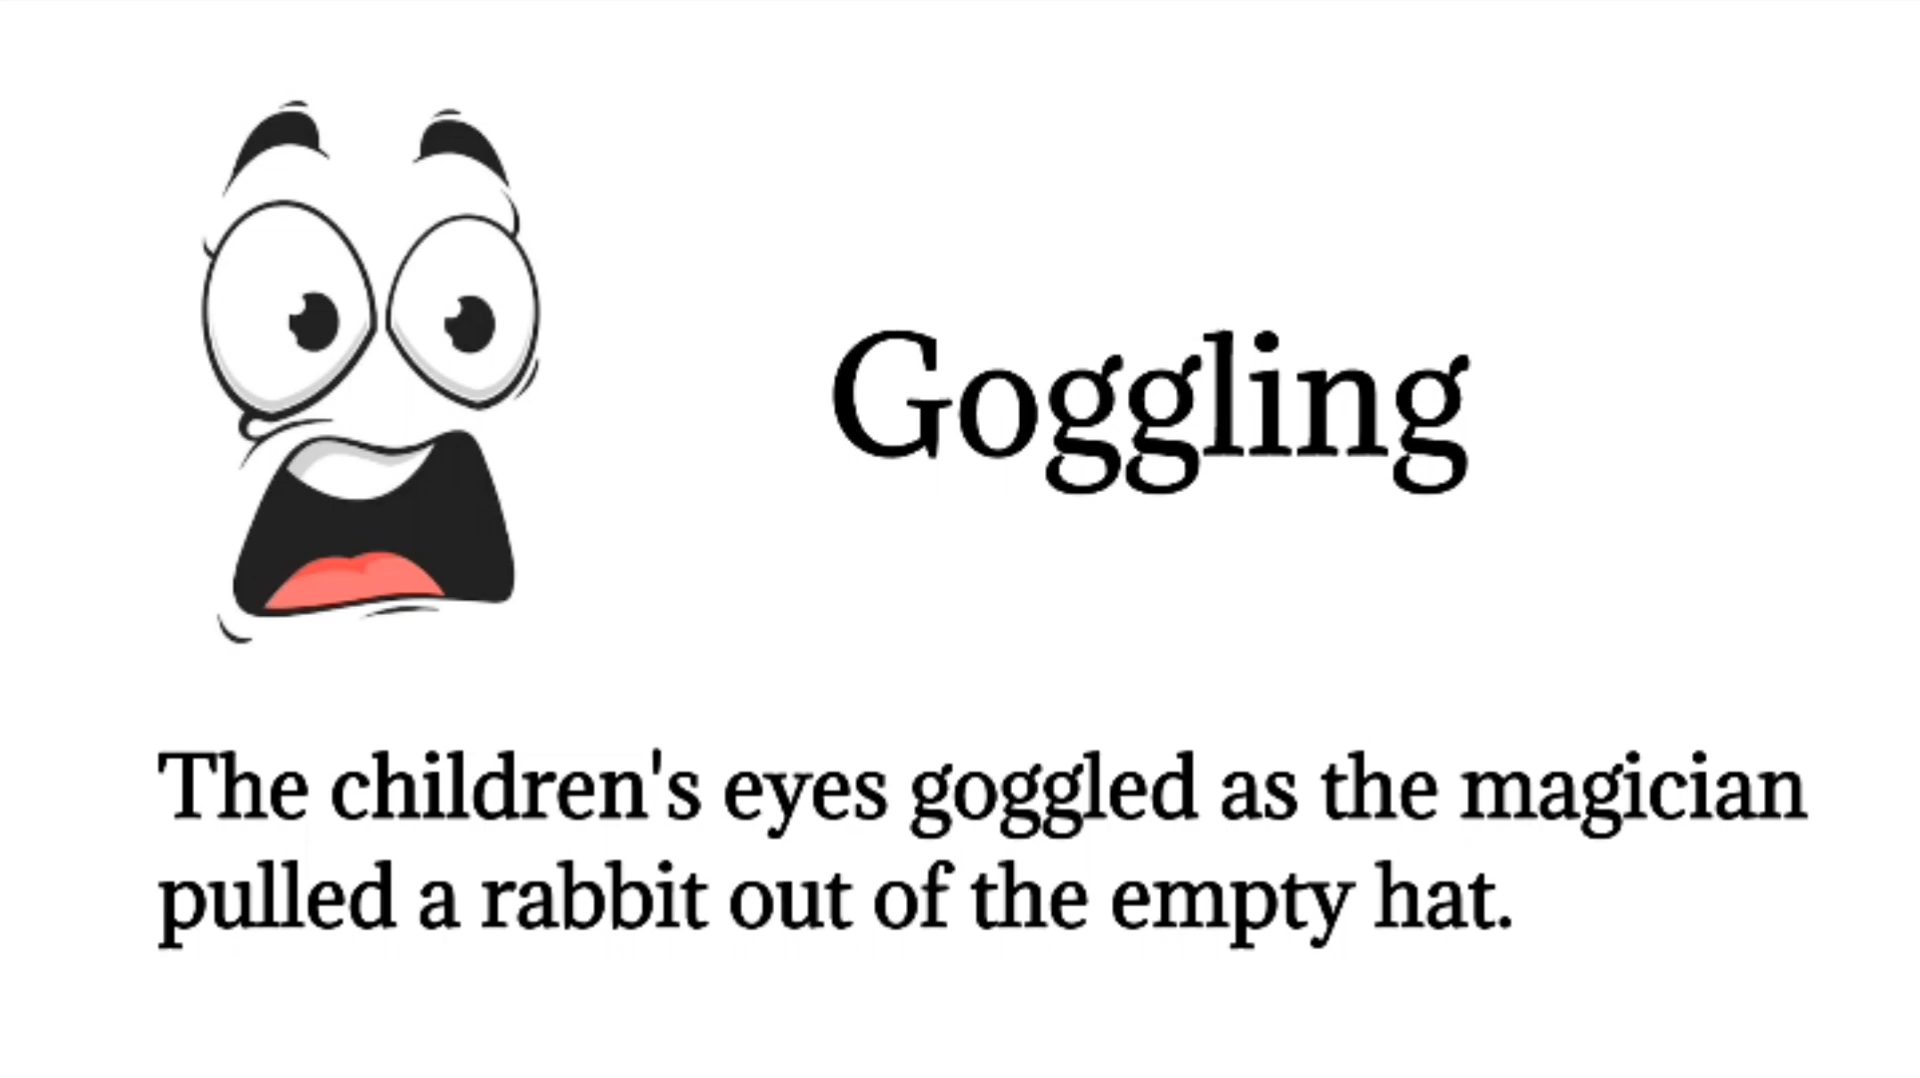 Goggling
The children's eyes goggled as the magician
pulled a rabbit out of the empty hat.